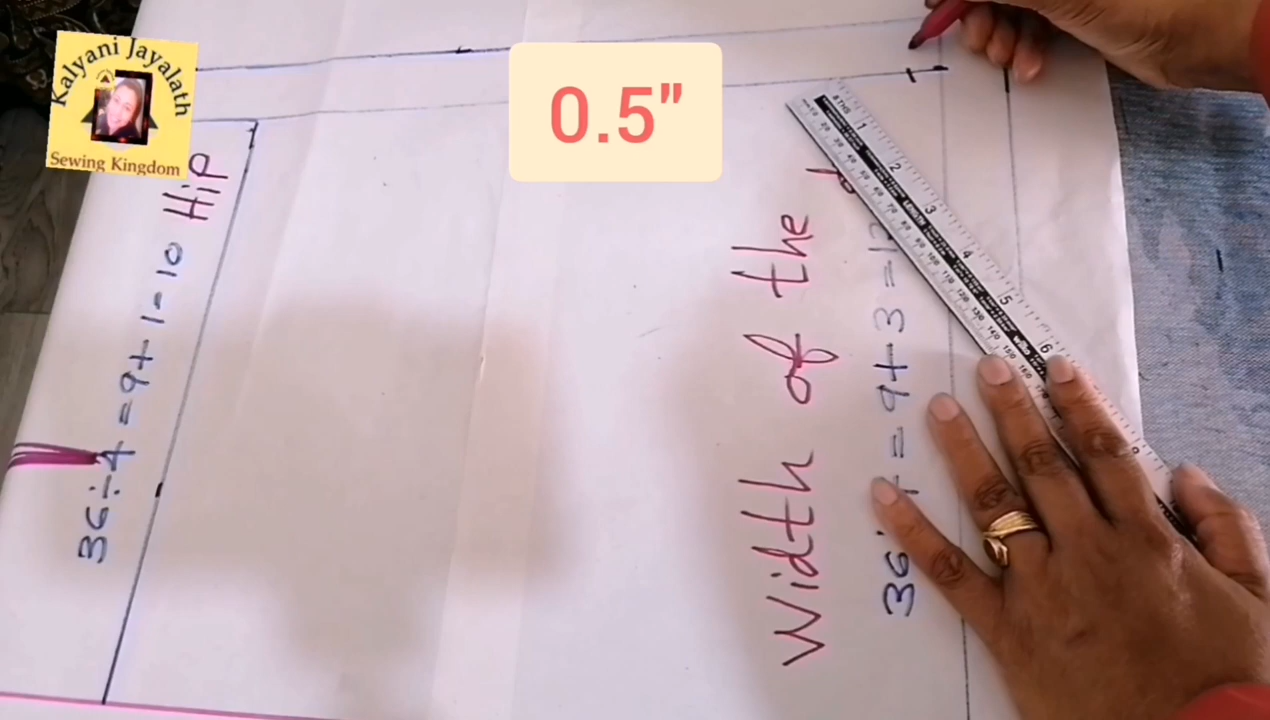 Kalyani Jayalath
Sewing Kingdom
0.5"
Hip
36÷4=9+1=10
Width of the
36 = 9+3=12